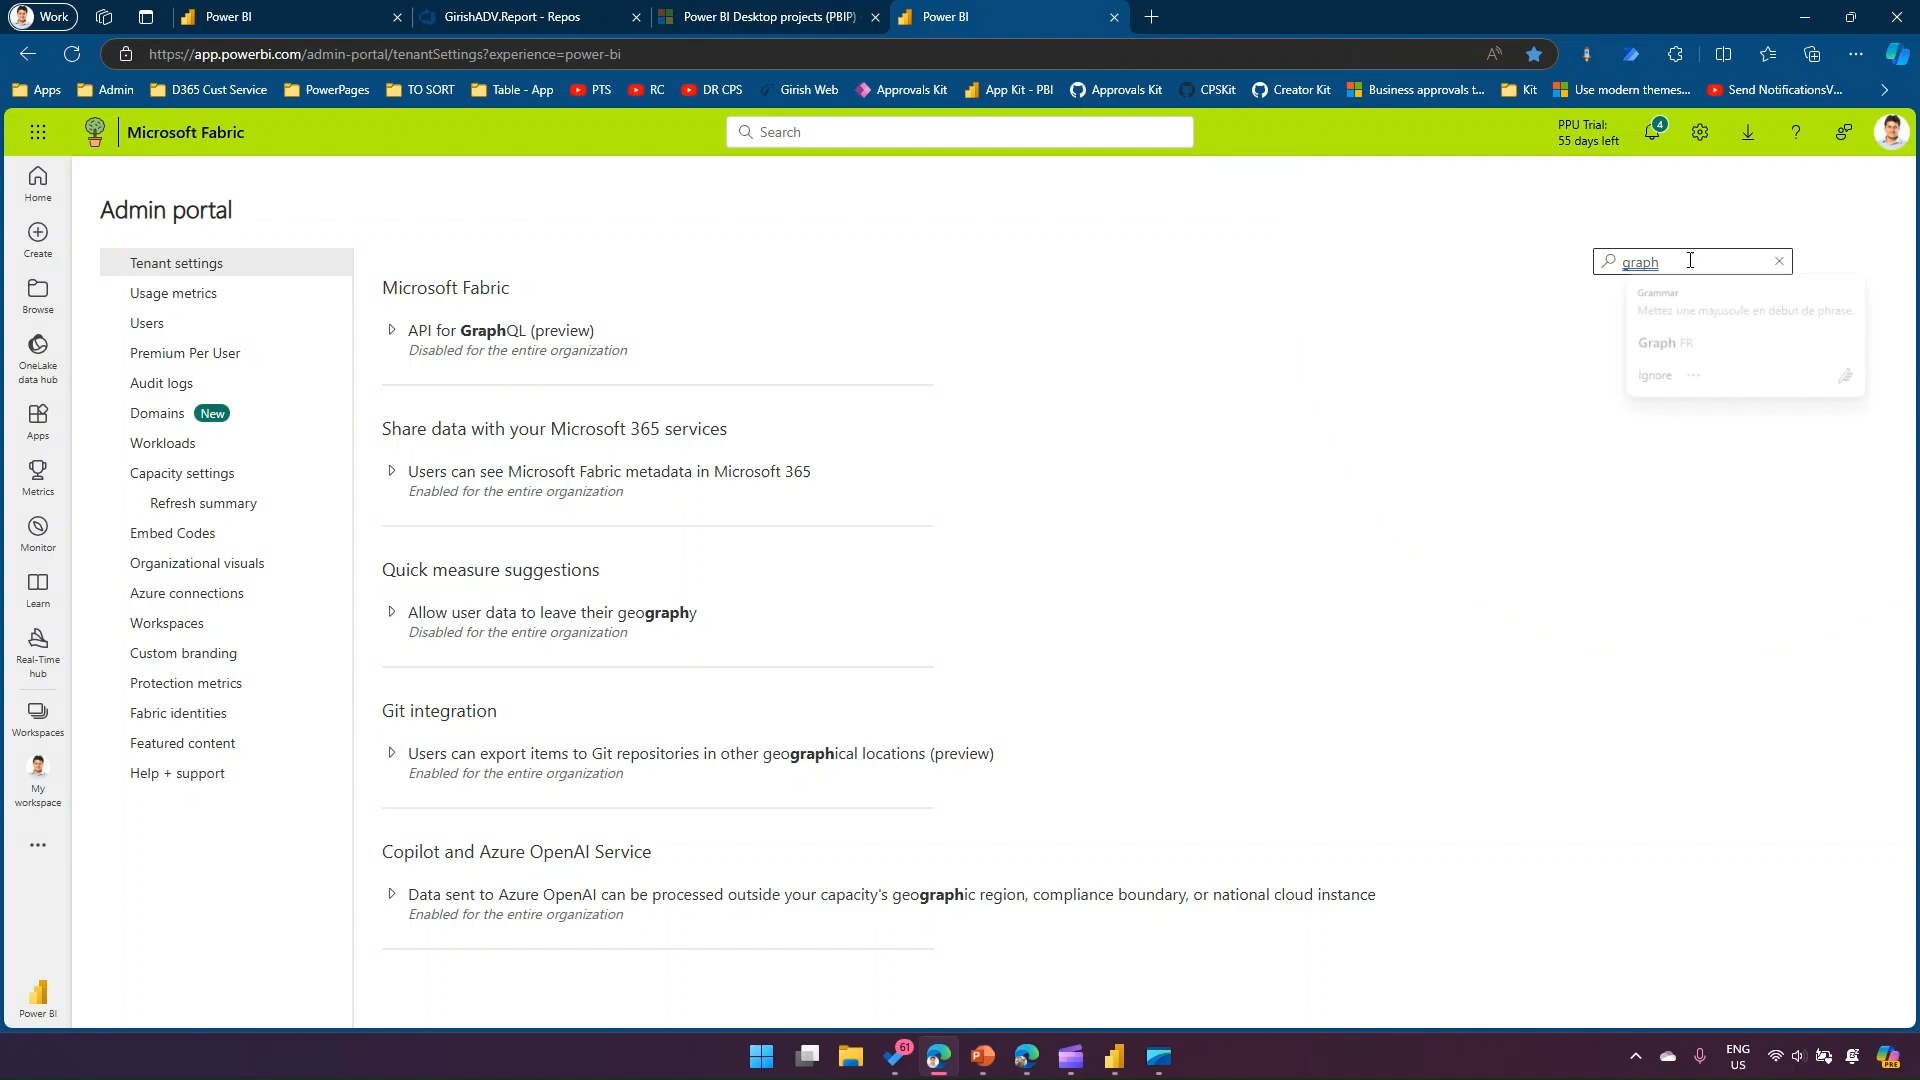 Work
Power BI
GirishADV.Report - Repos
Power BI Desktop projects (PBIP)
Power BI
https://app.powerbi.com/admin-portal/tenantSettings?experience=power-bi
Apps
Admin
D365 Cust Service
PowerPages
TO SORT
Table - App
PTS
RC
DR CPS
Girish Web
Approvals Kit
App Kit - PBI
Approvals Kit
CPSKit
Creator Kit
Business approvals t...
Kit
Use modern themes...
Send NotificationsV...
Microsoft Fabric
Search
PPU Trial:
55 days left
4
Home
Create
Browse
OneLake
data hub
Apps
Metrics
Monitor
Learn
Real-Time
hub
Workspaces
My
workspace
Power BI
Admin portal
Tenant settings
Usage metrics
Users
Premium Per User
Audit logs
Domains New
Workloads
Capacity settings
Refresh summary
Embed Codes
Organizational visuals
Azure connections
Workspaces
Custom branding
Protection metrics
Fabric identities
Featured content
Help + support
graph
Grammar
Mettez une majuscule en début de phrase.
Graph FR
Ignore
Microsoft Fabric
API for GraphQL (preview)
Disabled for the entire organization
Share data with your Microsoft 365 services
Users can see Microsoft Fabric metadata in Microsoft 365
Enabled for the entire organization
Quick measure suggestions
Allow user data to leave their geography
Disabled for the entire organization
Git integration
Users can export items to Git repositories in other geographical locations (preview)
Enabled for the entire organization
Copilot and Azure OpenAI Service
Data sent to Azure OpenAI can be processed outside your capacity's geographic region, compliance boundary, or national cloud instance
Enabled for the entire organization
61
ENG
US
PRE